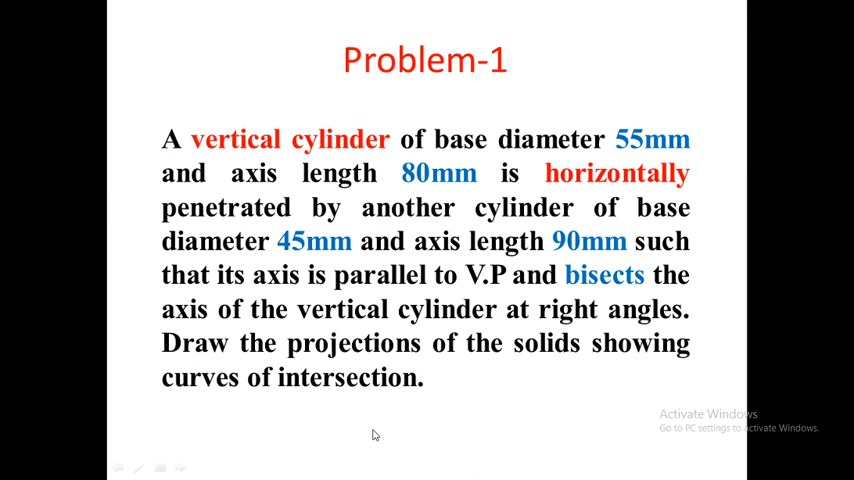 Problem-1
A vertical cylinder of base diameter 55mm
and axis length 80mm is horizontally
penetrated by another cylinder of base
diameter 45mm and axis length 90mm such
that its axis is parallel to V.P and bisects the
axis of the vertical cylinder at right angles.
Draw the projections of the solids showing
curves of intersection.
Activate Windows
Go to PC settings to activate Windows.